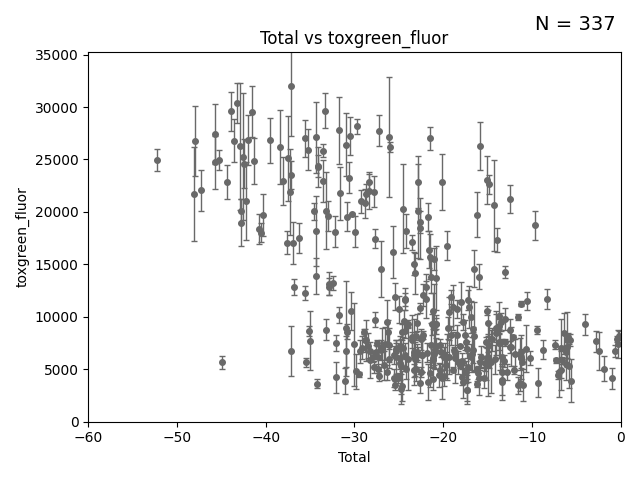 N = 337
Total vs toxgreen_fluor
35000
30000
25000
20000
15000
10000
5000
0
toxgreen_fluor
−60 −50 −40 −30 −20 −10 0
Total